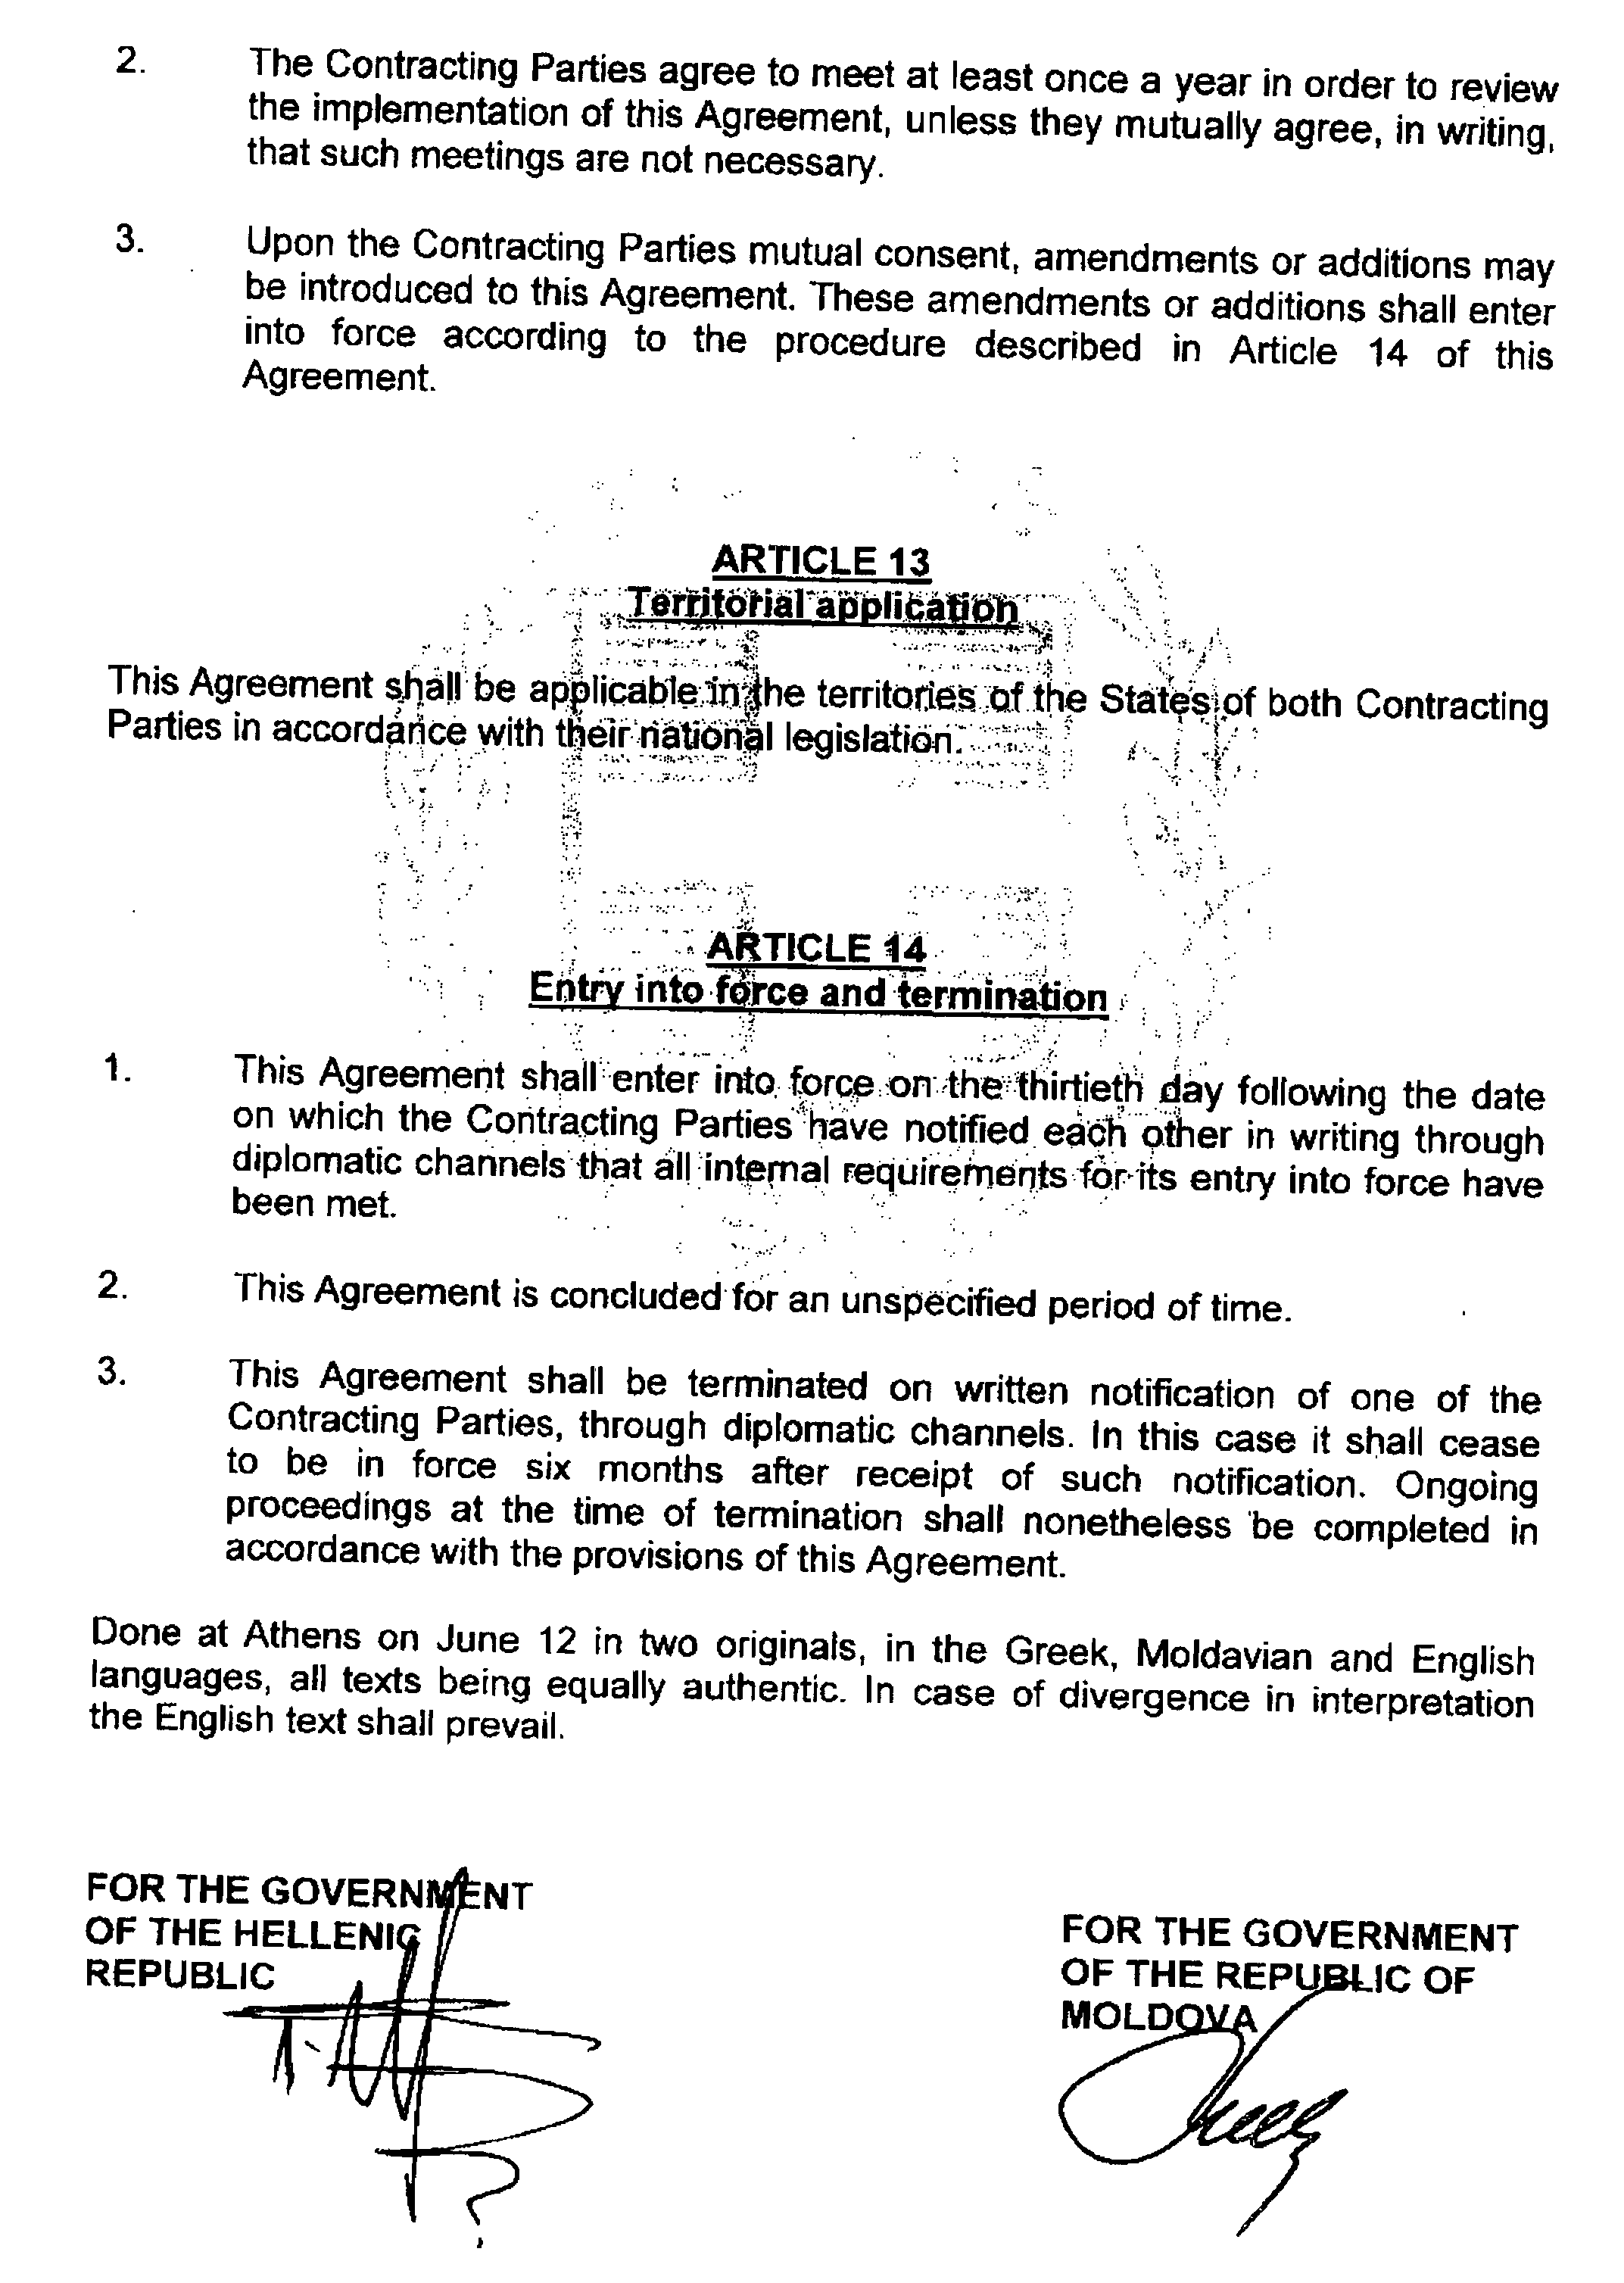 2. The Contracting Parties agree to meet at least once a year in order to review
the implementation of this Agreement, unless they mutually agree, in writing,
that such meetings are not necessary.
3. Upon the Contracting Parties mutual consent, amendments or additions may
be introduced to this Agreement. These amendments or additions shall enter
into force according to the procedure described in Article 14 of this
Agreement.
ARTICLE 13
Territorial application
This Agreement shall be applicable in the territories of the States of both Contracting
Parties in accordance with their national legislation.
ARTICLE 14
Entry into force and termination
1. This Agreement shall enter into force on the thirtieth day following the date
on which the Contracting Parties have notified each other in writing through
diplomatic channels that all internal requirements for its entry into force have
been met.
2. This Agreement is concluded for an unspecified period of time.
3. This Agreement shall be terminated on written notification of one of the
Contracting Parties, through diplomatic channels. In this case it shall cease
to be in force six months after receipt of such notification. Ongoing
proceedings at the time of termination shall nonetheless be completed in
accordance with the provisions of this Agreement.
Done at Athens on June 12 in two originals, in the Greek, Moldavian and English
languages, all texts being equally authentic. In case of divergence in interpretation
the English text shall prevail.
FOR THE GOVERNMENT
OF THE HELLENIC
REPUBLIC
FOR THE GOVERNMENT
OF THE REPUBLIC OF
MOLDOVA